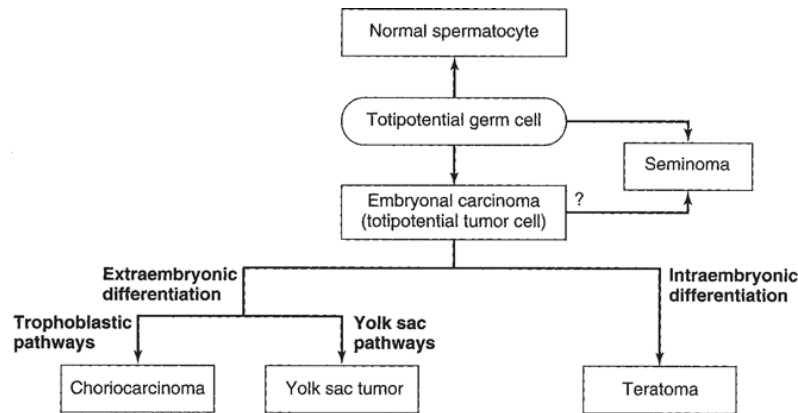 Normal spermatocyte
Totipotential germ cell
Seminoma
Embryonal carcinoma
(totipotential tumor cell)
?
Extraembryonic
differentiation
Intraembryonic
differentiation
Trophoblastic
pathways
Yolk sac
pathways
Choriocarcinoma
Yolk sac tumor
Teratoma